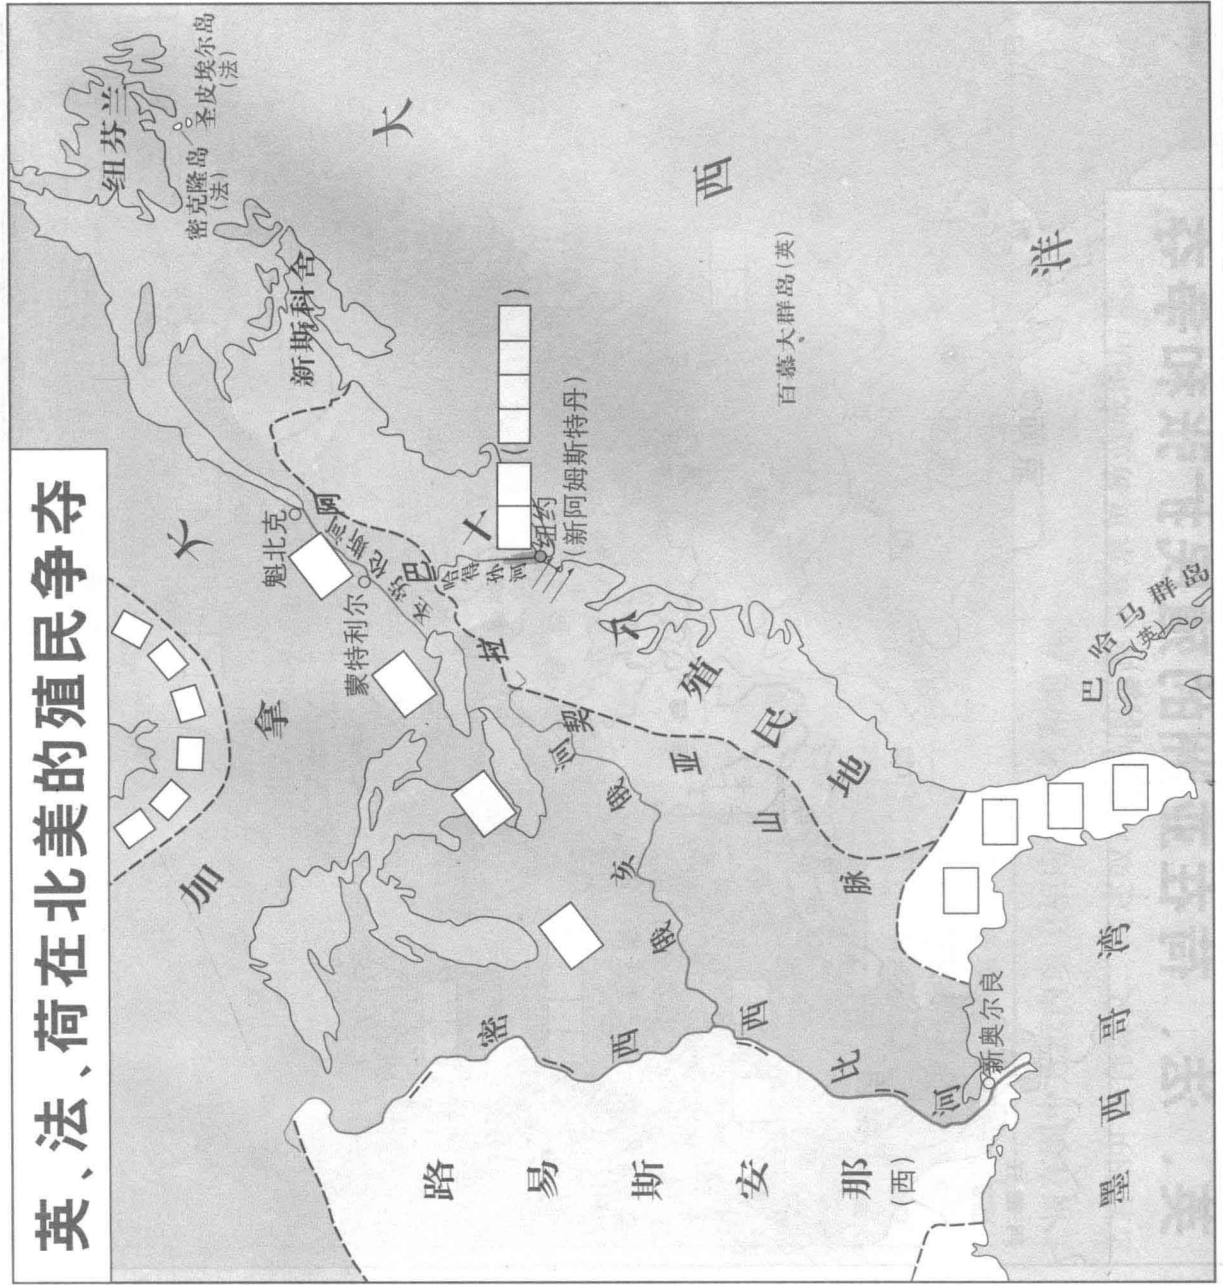 英、法、荷在北美的殖民争夺
纽芬兰
圣皮埃尔岛
(法)
密克隆岛
(法)
新斯科舍
大西洋
百慕大群岛(英)
加拿大
魁北克
蒙特利尔
圣劳伦斯河
哈得孙河
纽约
(新阿姆斯特丹)
( )
十八殖民地
阿巴拉契亚山脉
俄亥俄河
密西西比河
路易斯安那
(西)
新奥尔良
墨西哥湾
巴哈马群岛
(英)